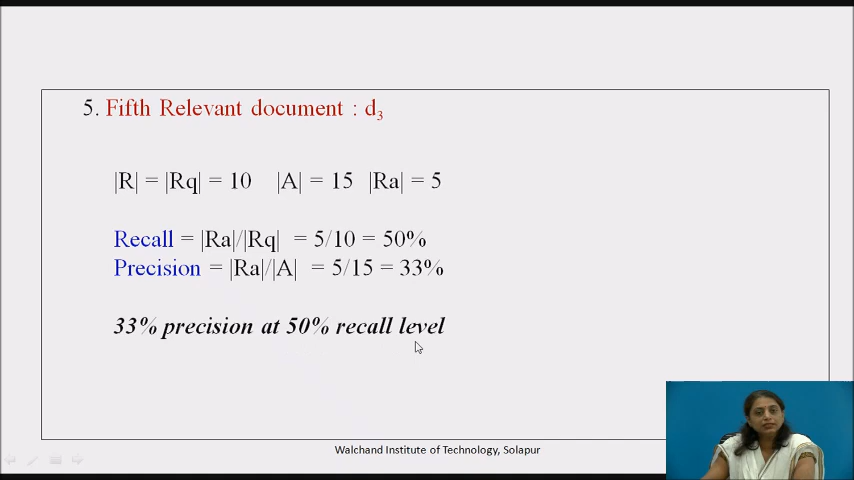 5. Fifth Relevant document : d₃
|R| = |Rq| = 10 |A| = 15 |Ra| = 5
Recall = |Ra|/|Rq| = 5/10 = 50%
Precision = |Ra|/|A| = 5/15 = 33%
33% precision at 50% recall level
Walchand Institute of Technology, Solapur